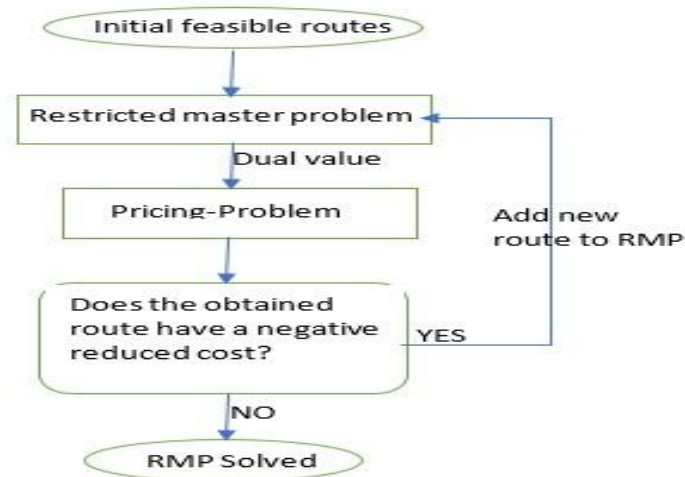 Initial feasible routes
Restricted master problem
Dual value
Pricing-Problem
Add new
route to RMP
Does the obtained
route have a negative
reduced cost?
YES
NO
RMP Solved